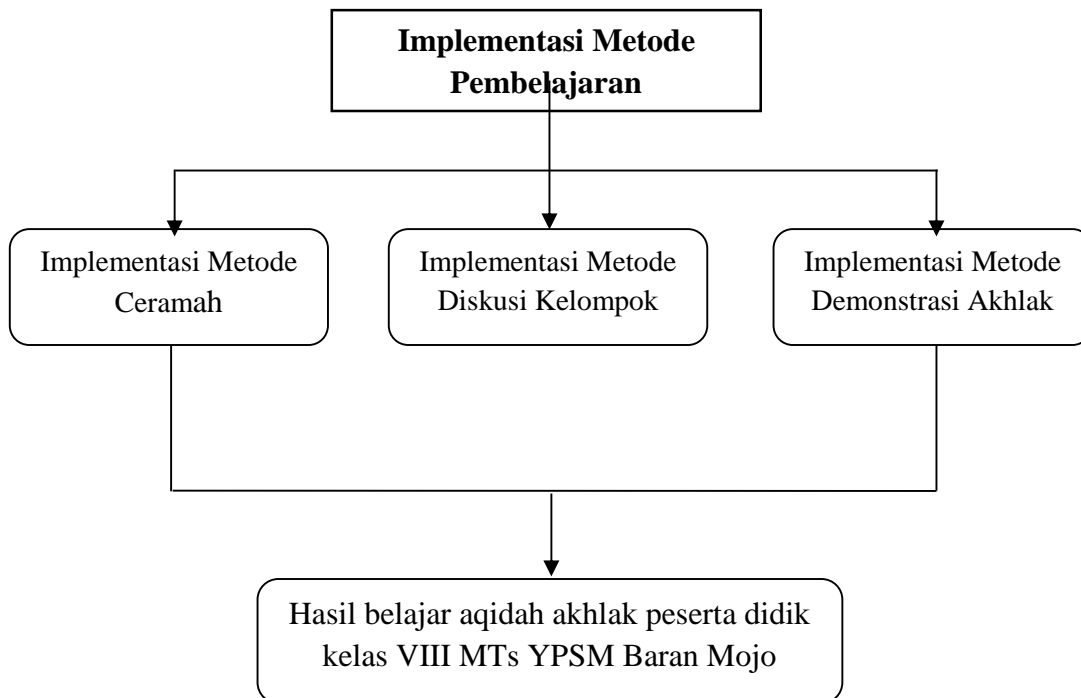 Implementasi Metode
Pembelajaran
Implementasi Metode
Ceramah
Implementasi Metode
Diskusi Kelompok
Implementasi Metode
Demonstrasi Akhlak
Hasil belajar aqidah akhlak peserta didik
kelas VIII MTs YPSM Baran Mojo